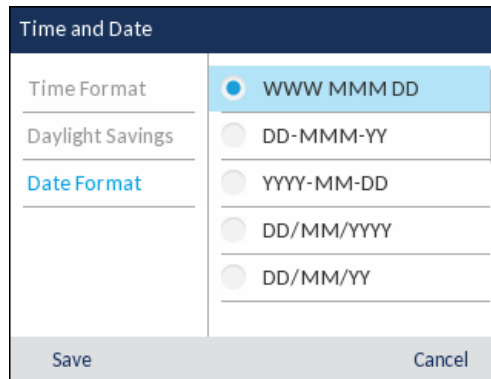 Time and Date
Time Format
Daylight Savings
Date Format
WWW MMM DD
DD-MMM-YY
YYYY-MM-DD
DD/MM/YYYY
DD/MM/YY
Save
Cancel